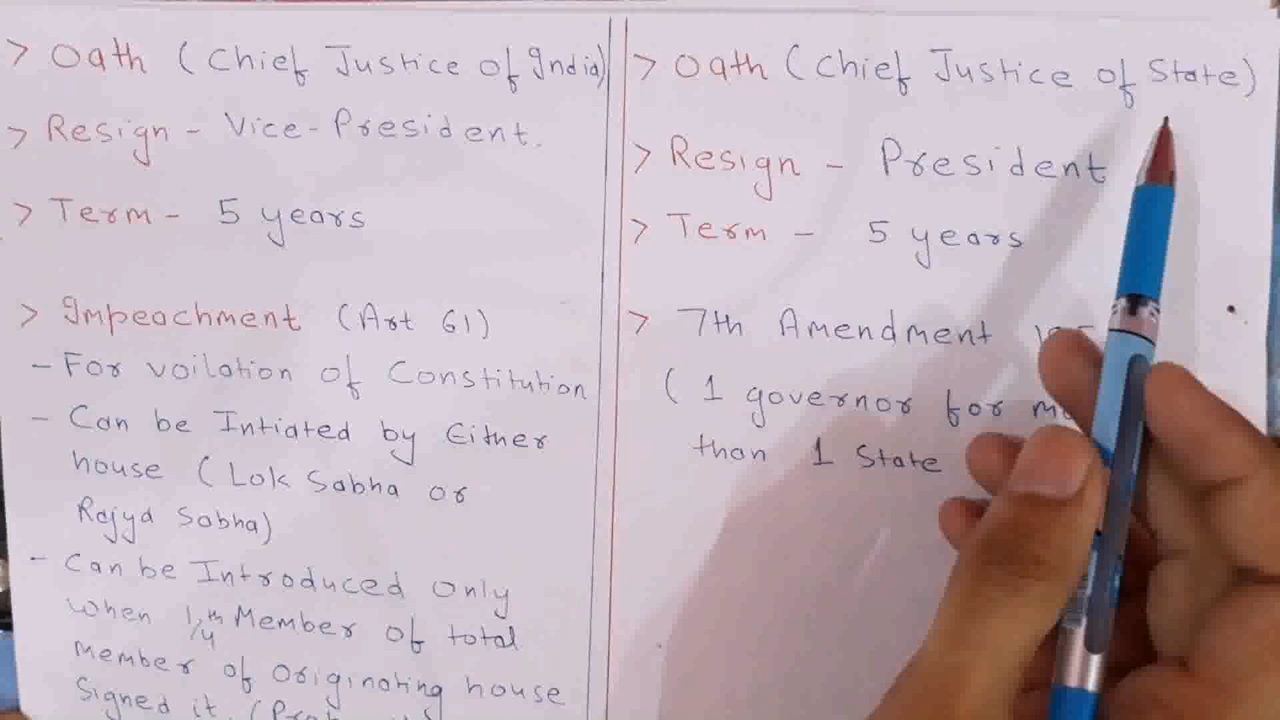 > Oath (Chief Justice of India)
> Resign - Vice-President.
> Term - 5 years
> Impeachment (Art 61)
- For voilation of Constitution
- Can be Intiated by Either
house (Lok Sabha or
Rajya Sabha)
- Can be Introduced Only
when 1/4th Member of total
member of originating house
Signed it.
> Oath (Chief Justice of State)
> Resign - President
> Term - 5 years
> 7th Amendment
( 1 governor for
than 1 State